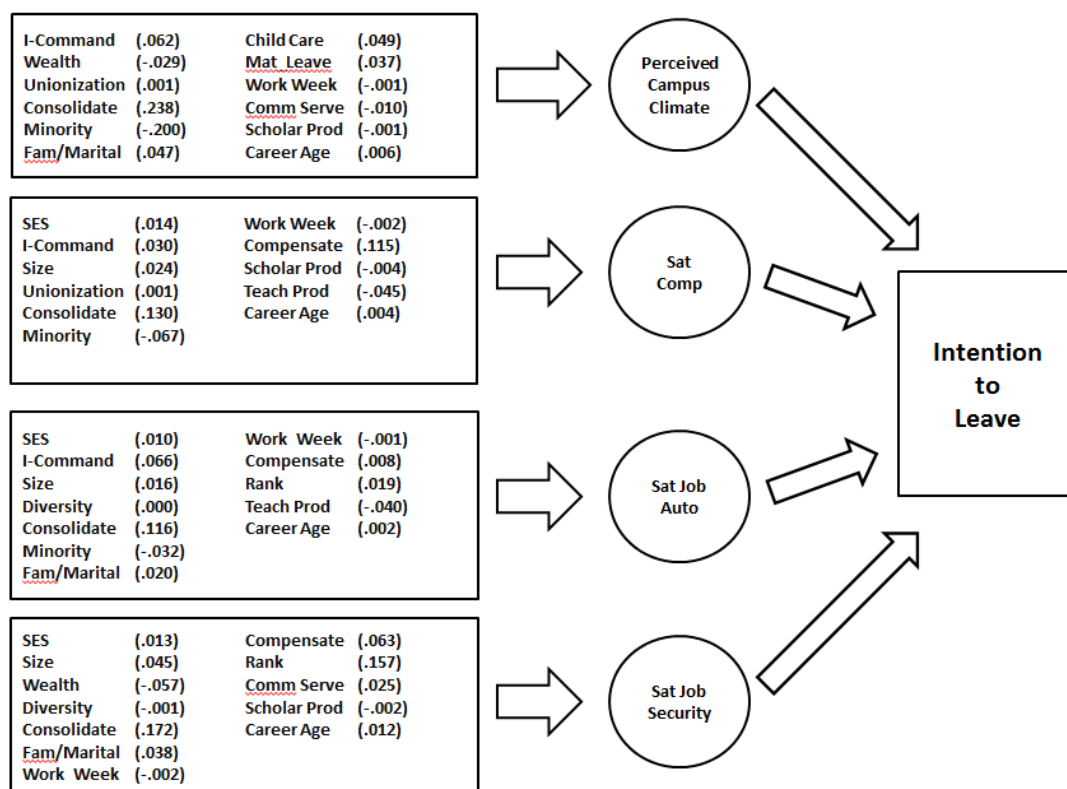 I-Command (.062) Child Care (.049)
Wealth (-.029) Mat_Leave (.037)
Unionization (.001) Work Week (-.001)
Consolidate (.238) Comm Serve (-.010)
Minority (-.200) Scholar Prod (-.001)
Fam/Marital (.047) Career Age (.006)
Perceived
Campus
Climate
SES (.014) Work Week (-.002)
I-Command (.030) Compensate (.115)
Size (.024) Scholar Prod (-.004)
Unionization (.001) Teach Prod (-.045)
Consolidate (.130) Career Age (.004)
Minority (-.067)
Sat
Comp
Intention
to
Leave
SES (.010) Work Week (-.001)
I-Command (.066) Compensate (.008)
Size (.016) Rank (.019)
Diversity (.000) Teach Prod (-.040)
Consolidate (.116) Career Age (.002)
Minority (-.032)
Fam/Marital (.020)
Sat Job
Auto
SES (.013) Compensate (.063)
Size (.045) Rank (.157)
Wealth (-.057) Comm Serve (.025)
Diversity (-.001) Scholar Prod (-.002)
Consolidate (.172) Career Age (.012)
Fam/Marital (.038)
Work Week (-.002)
Sat Job
Security